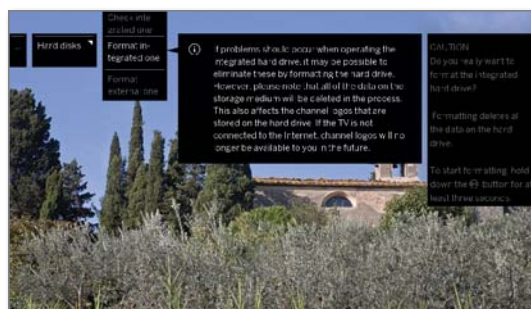 ...
Hard disks
Check inte
grated one
Format in-
tegrated one
Format
external one
If problems should occur when operating the
integrated hard drive, it may be possible to
eliminate these by formatting the hard drive.
However, please note that all of the data on the
storage medium will be deleted in the process.
This also affects the channel logos that are
stored on the hard drive. If the TV is not
connected to the Internet, channel logos will no
longer be available to you in the future.
CAUTION
Do you really want to
format the integrated
hard drive?
Formatting deletes al
the data on the hard
drive.
To start formatting, hold
down the button for at
least three seconds